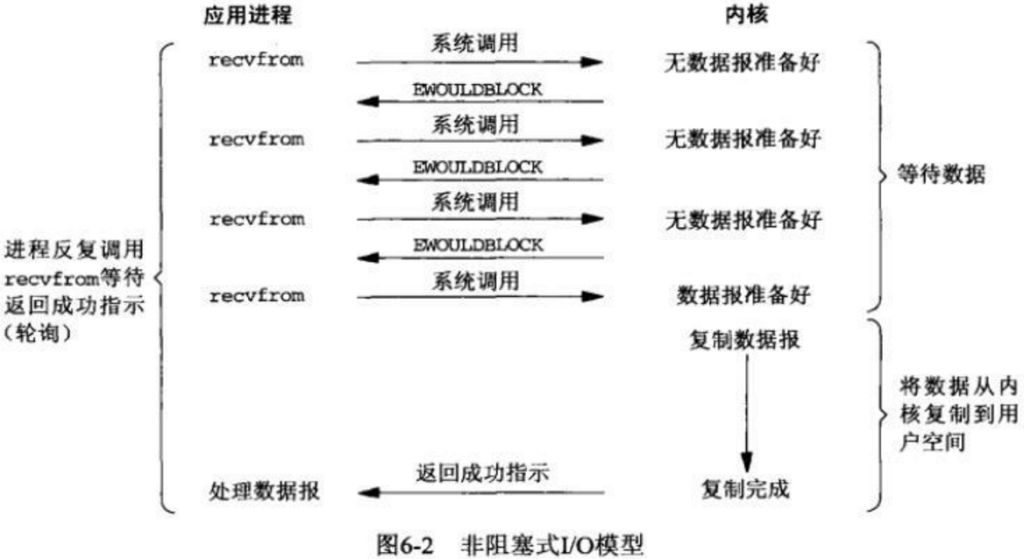 应用进程 内核
recvfrom 系统调用 无数据报准备好
EWOULDBLOCK
recvfrom 系统调用 无数据报准备好
EWOULDBLOCK
recvfrom 系统调用 无数据报准备好
EWOULDBLOCK
recvfrom 系统调用 数据报准备好
等待数据
进程反复调用
recvfrom等待
返回成功指示
(轮询)
复制数据报
将数据从内
核复制到用
户空间
处理数据报 返回成功指示 复制完成
图6-2 非阻塞式I/O模型